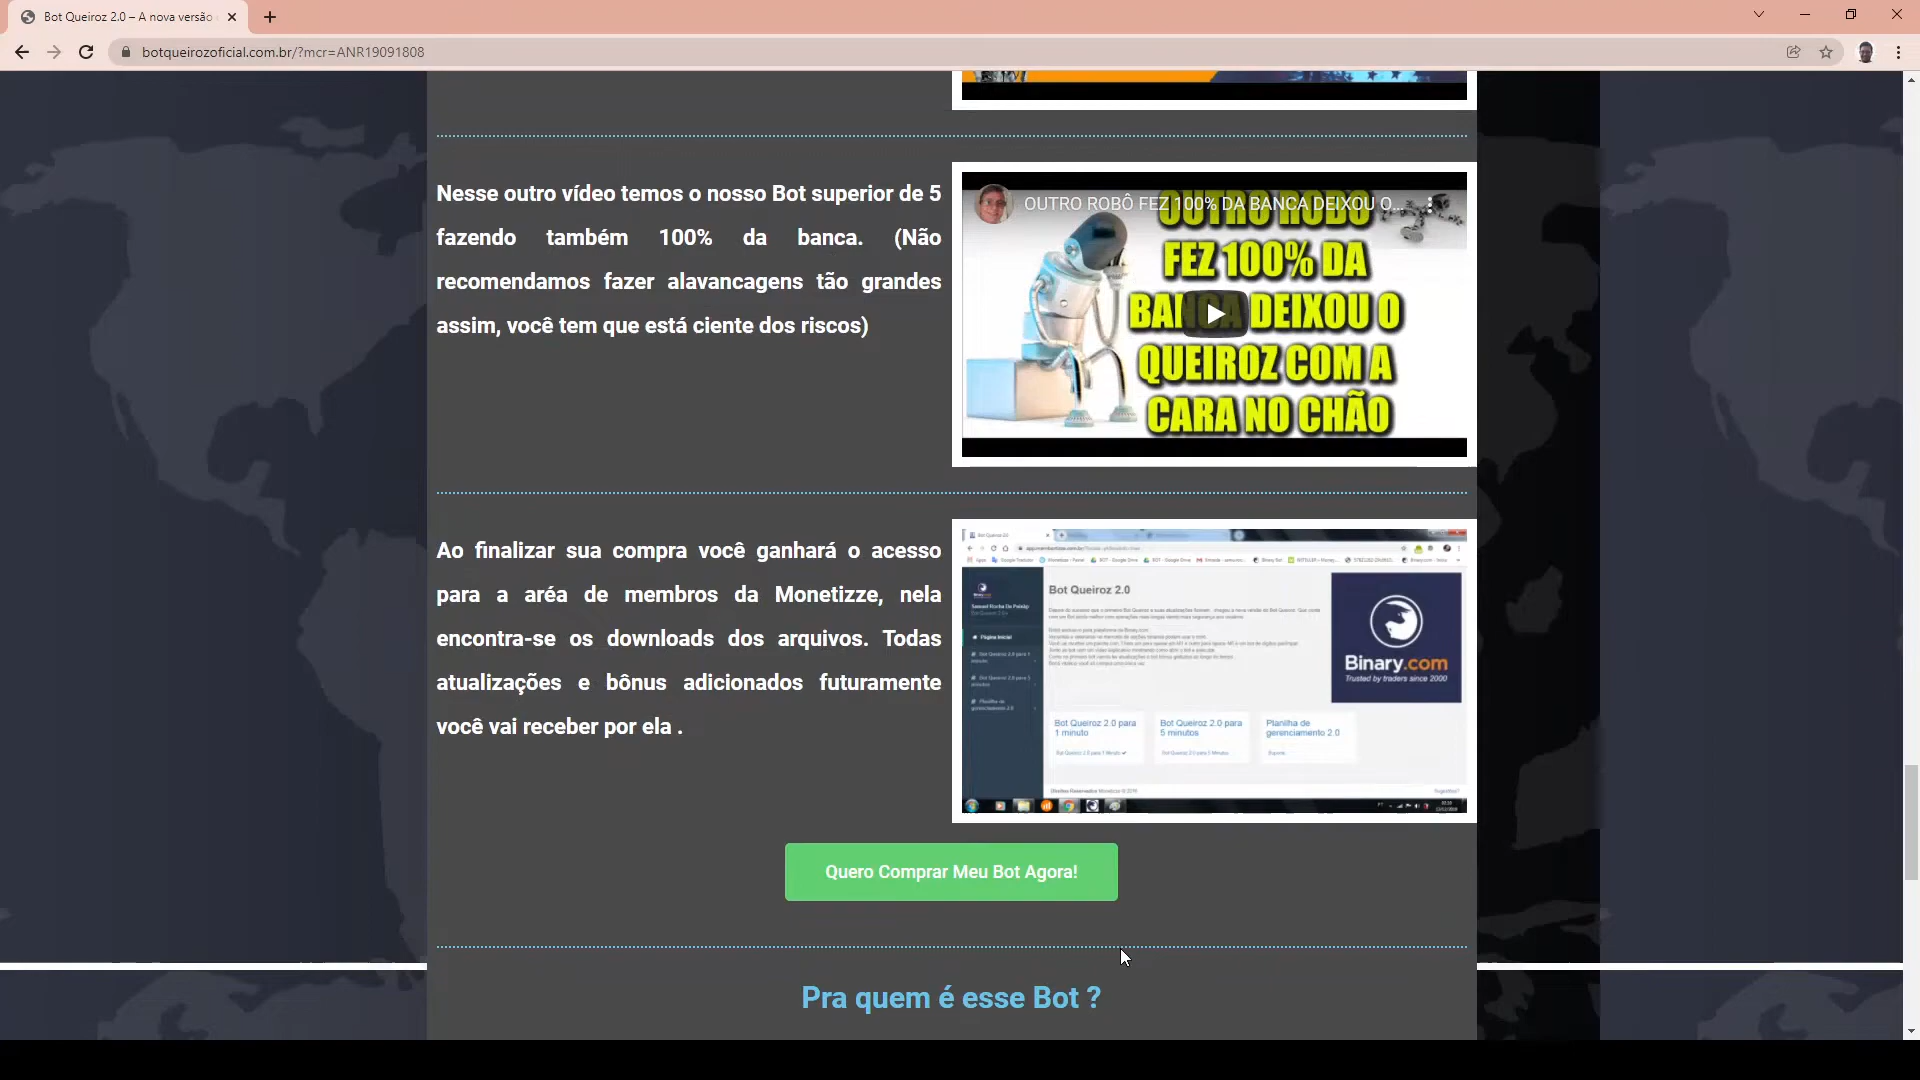 Bot Queiroz 2.0 – A nova versão
botqueirozoficial.com.br/?mcr=ANR19091808
Nesse outro vídeo temos o nosso Bot superior de 5
fazendo também 100% da banca. (Não
recomendamos fazer alavancagens tão grandes
assim, você tem que está ciente dos riscos)
OUTRO ROBÔ FEZ 100% DA BANCA DEIXOU O...
OUTRO ROBO
FEZ 100% DA
BANCA DEIXOU O
QUEIROZ COM A
CARA NO CHÃO
Ao finalizar sua compra você ganhará o acesso
para a aréa de membros da Monetizze, nela
encontra-se os downloads dos arquivos. Todas
atualizações e bônus adicionados futuramente
você vai receber por ela .
Bot Queiroz 2.0
Binary.com
Trusted by traders since 2000
Página Inicial
Bot Queiroz 2.0 para
1 minuto
Bot Queiroz 2.0 para
5 minutos
Planilha de
gerenciamento 2.0
Quero Comprar Meu Bot Agora!
Pra quem é esse Bot ?